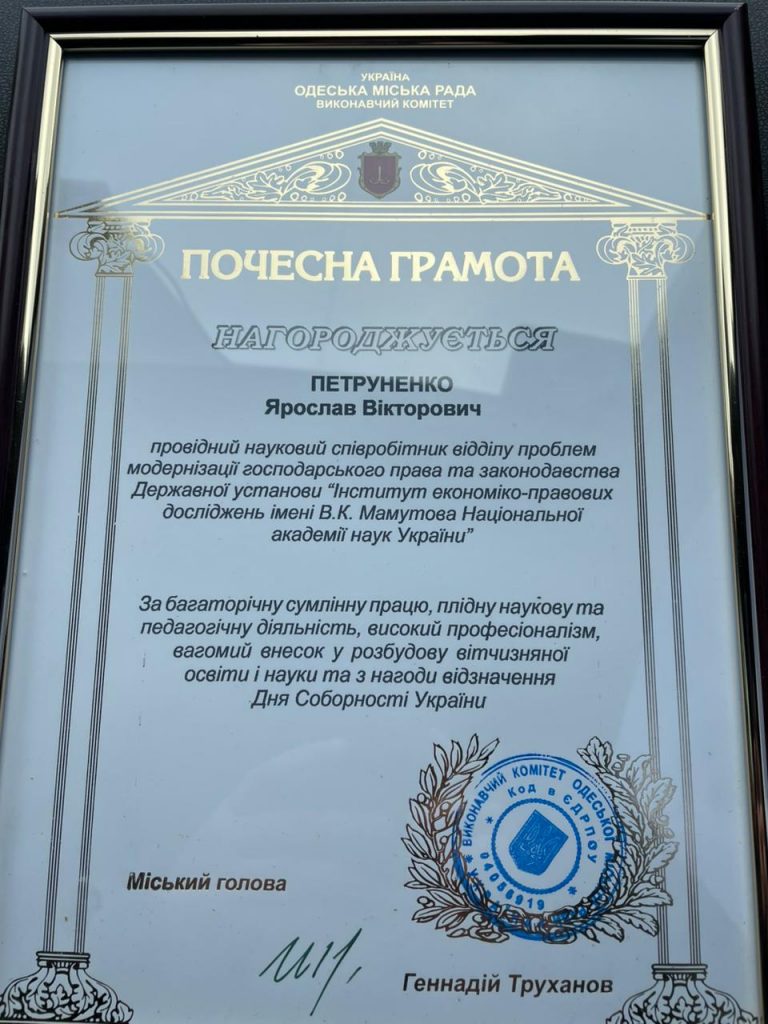 УКРАЇНА
ОДЕСЬКА МІСЬКА РАДА
ВИКОНАВЧИЙ КОМІТЕТ
ПОЧЕСНА ГРАМОТА
НАГОРОДЖУЄТЬСЯ
ПЕТРУНЕНКО
Ярослав Вікторович
провідний науковий співробітник відділу проблем
модернізації господарського права та законодавства
Державної установи “Інститут економіко-правових
досліджень імені В.К. Мамутова Національної
академії наук України”
За багаторічну сумлінну працю, плідну наукову та
педагогічну діяльність, високий професіоналізм,
вагомий внесок у розбудову вітчизняної
освіти і науки та з нагоди відзначення
Дня Соборності України
* ВИКОНАВЧИЙ КОМІТЕТ ОДЕСЬКОЇ
* Код в ЄДРПОУ *
04056919
Міський голова
Геннадій Труханов